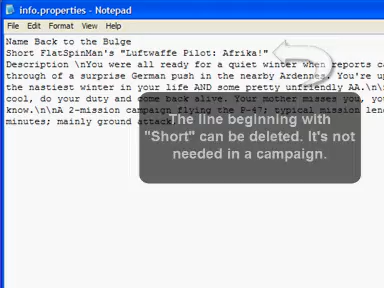 info.properties - Notepad
File Edit Format View Help
Name Back to the Bulge
Short FlatSpinMan's "Luftwaffe Pilot: Afrika!"
Description \nYou were all ready for a quiet winter when reports ca
through of a surprise German push in the nearby Ardennes. You're up
the nastiest winter in your life AND some pretty unfriendly AA.\n\
cool, do your duty and come back alive. Your mother misses you, yo
know.\n\nA 2-mission campaign flying the P-47; typical mission len
minutes; mainly ground attack.
The line beginning with
"Short" can be deleted. It's not
needed in a campaign.